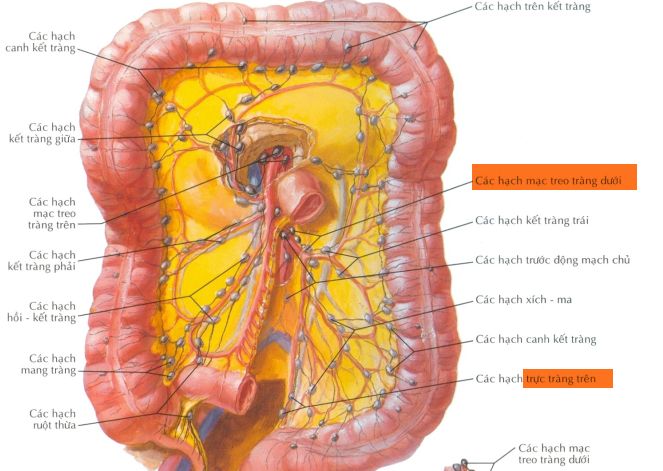 Các hạch trên kết tràng
Các hạch
canh kết tràng
Các hạch
kết tràng giữa
Các hạch
mạc treo
tràng trên
Các hạch
kết tràng phải
Các hạch
hồi - kết tràng
Các hạch
mang tràng
Các hạch
ruột thừa
Các hạch mạc treo tràng dưới
Các hạch kết tràng trái
Các hạch trước động mạch chủ
Các hạch xích - ma
Các hạch canh kết tràng
Các hạch trực tràng trên
Các hạch mạc
treo tràng dưới